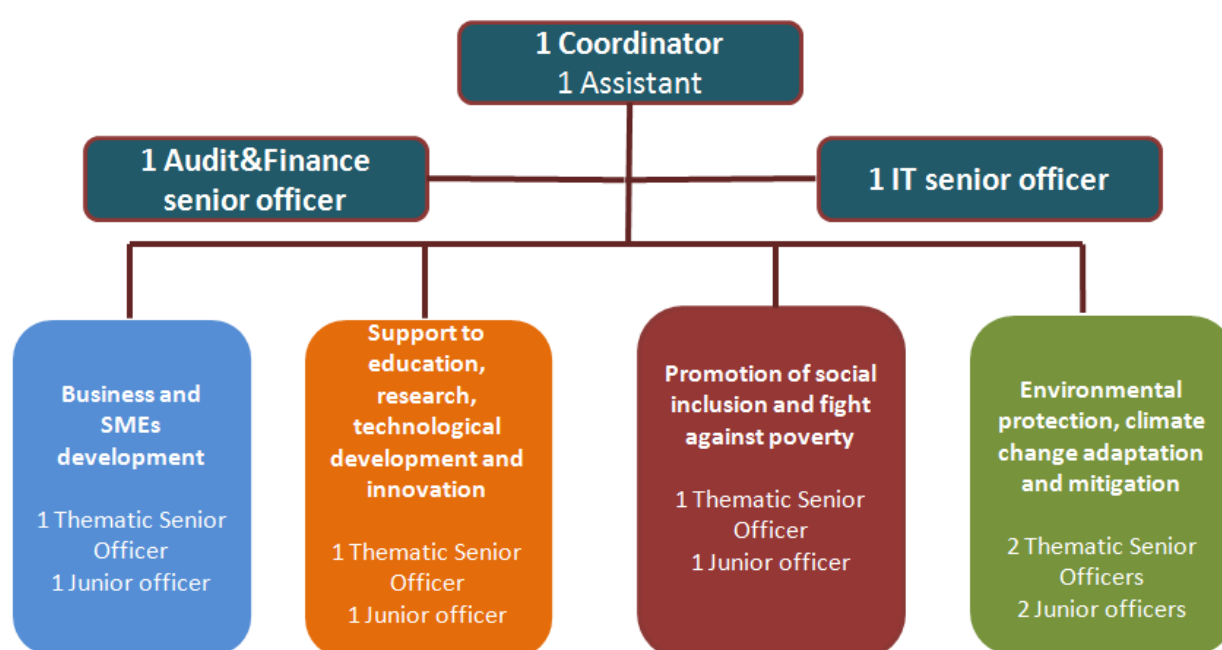 1 Coordinator
1 Assistant
1 Audit&Finance
senior officer
1 IT senior officer
Business and
SMEs
development
1 Thematic Senior
Officer
1 Junior officer
Support to
education,
research,
technological
development and
innovation
1 Thematic Senior
Officer
1 Junior officer
Promotion of social
inclusion and fight
against poverty
1 Thematic Senior
Officer
1 Junior officer
Environmental
protection, climate
change adaptation
and mitigation
2 Thematic Senior
Officers
2 Junior officers